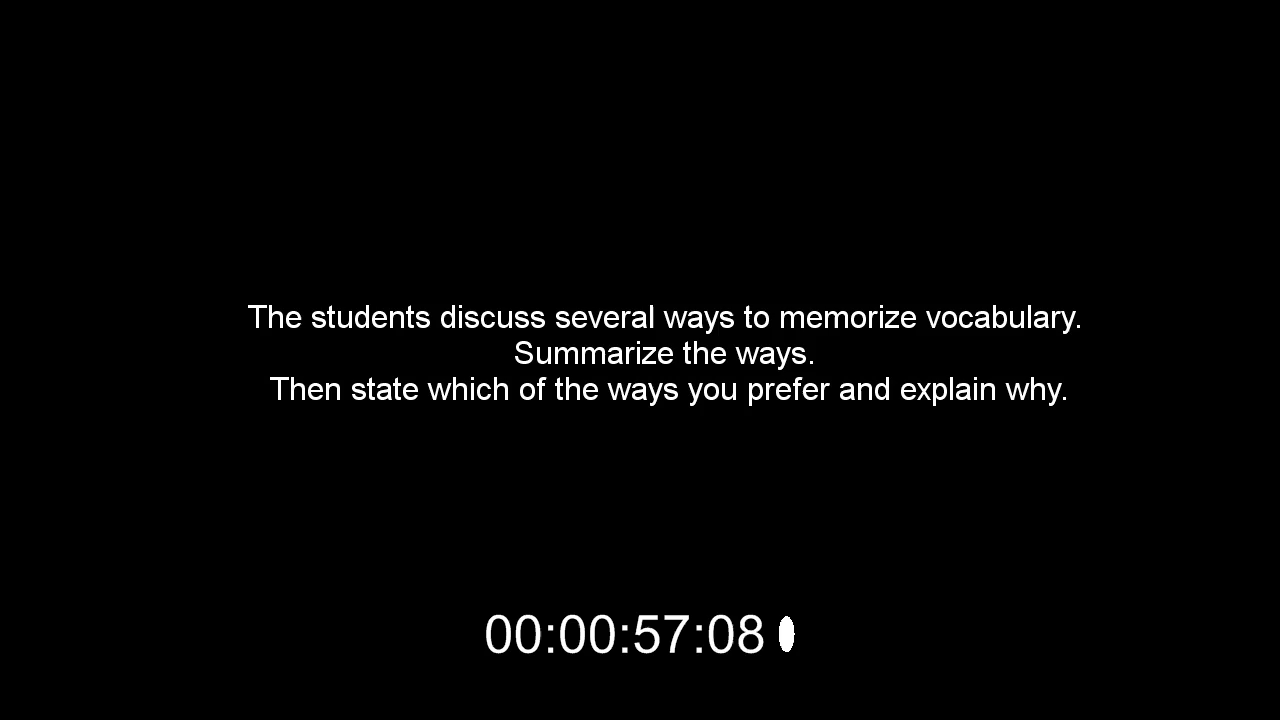 The students discuss several ways to memorize vocabulary.
Summarize the ways.
Then state which of the ways you prefer and explain why.
00:00:57:08